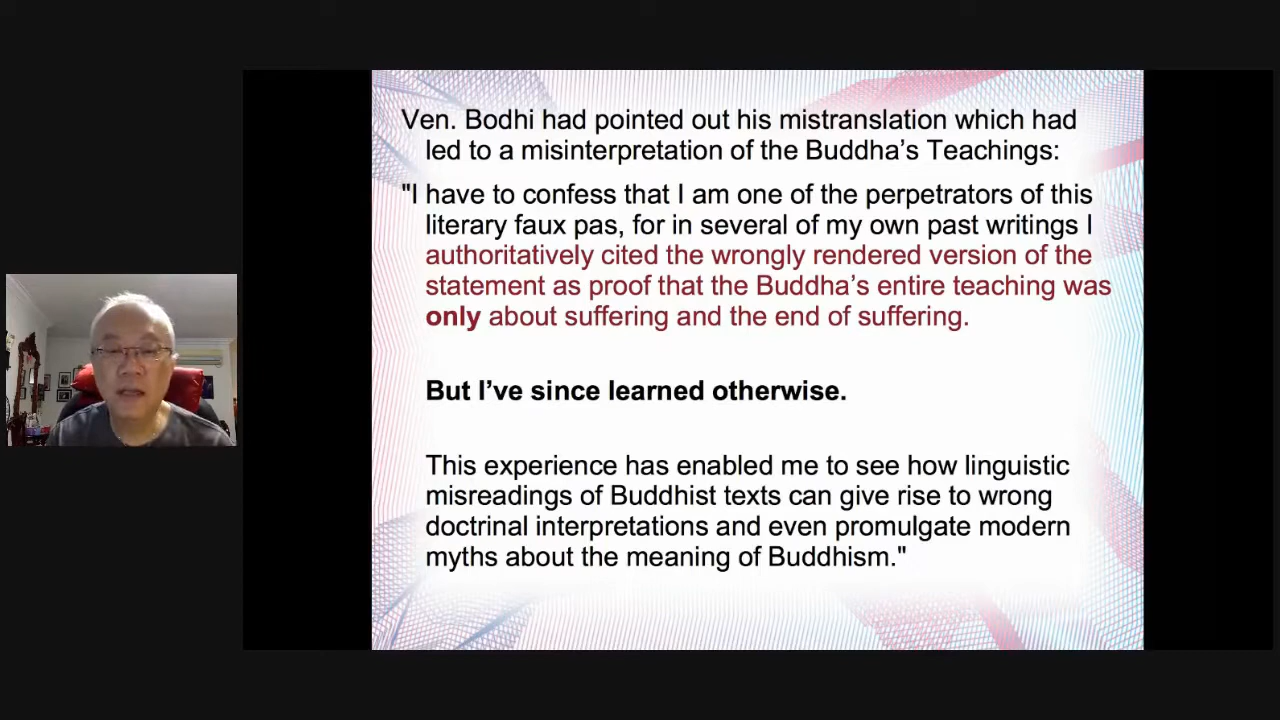 Ven. Bodhi had pointed out his mistranslation which had
led to a misinterpretation of the Buddha’s Teachings:
"I have to confess that I am one of the perpetrators of this
literary faux pas, for in several of my own past writings I
authoritatively cited the wrongly rendered version of the
statement as proof that the Buddha’s entire teaching was
only about suffering and the end of suffering.
But I’ve since learned otherwise.
This experience has enabled me to see how linguistic
misreadings of Buddhist texts can give rise to wrong
doctrinal interpretations and even promulgate modern
myths about the meaning of Buddhism."